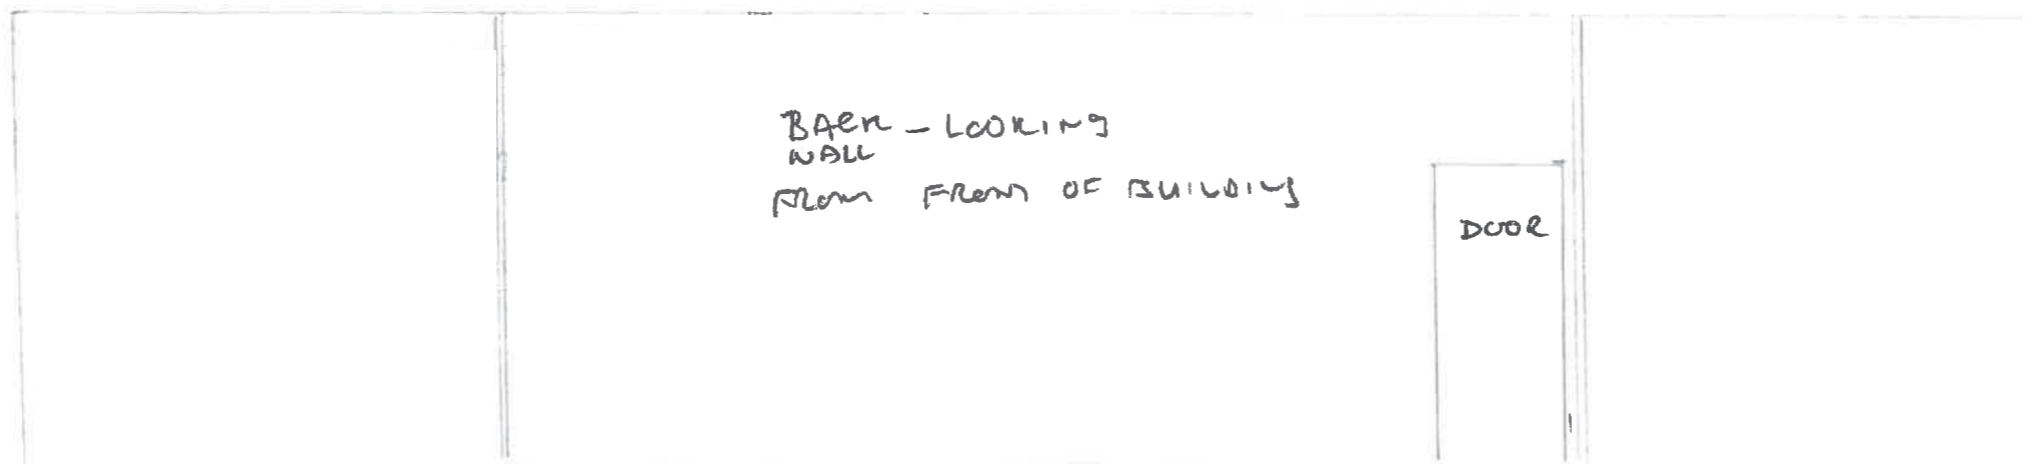 BACK - LOOKING
WALL
FROM FRONT OF BUILDING
DOOR